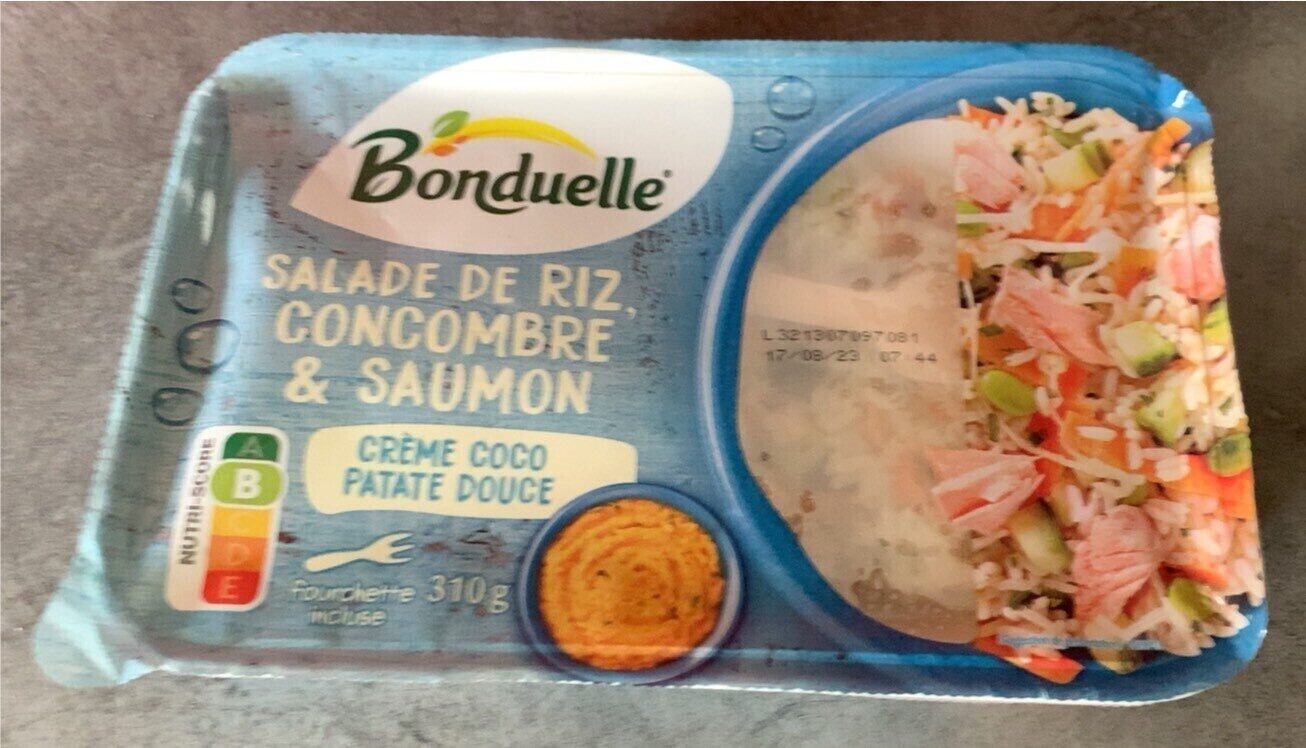 Bonduelle
SALADE DE RIZ,
CONCOMBRE
& SAUMON
CRÈME COCO
PATATE DOUCE
NUTRI-SCORE
A
B
C
D
E
fourchette
incluse
310g
L321307097081
17/08/23 07 44